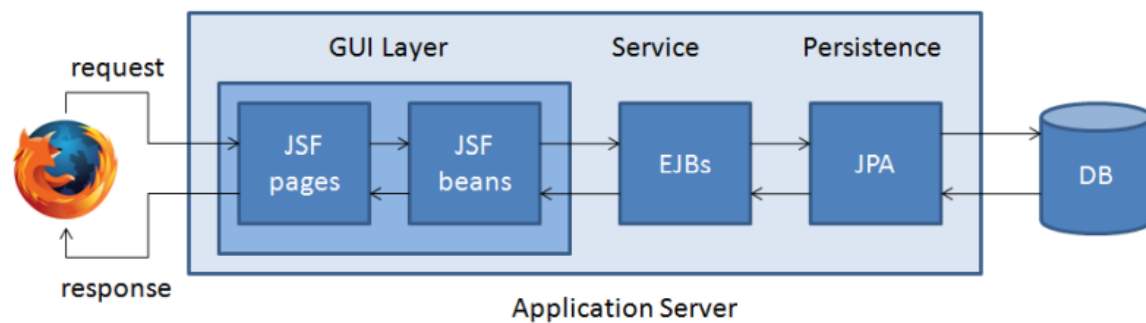 GUI Layer
Service
Persistence
request
JSF
pages
JSF
beans
EJBs
JPA
DB
response
Application Server